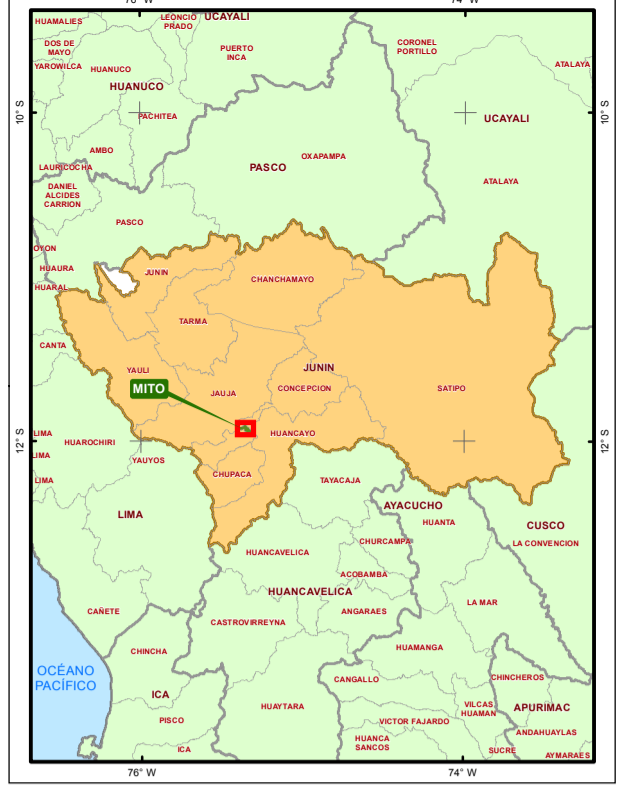 76° W
74° W
HUAMALIES
LEONCIO
PRADO
UCAYALI
DOS DE
MAYO
PUERTO
INCA
CORONEL
PORTILLO
YAROWILCA
HUANUCO
ATALAYA
HUANUCO
10° S
10° S
PACHITEA
UCAYALI
AMBO
OXAPAMPA
LAURICOCHA
PASCO
DANIEL
ALCIDES
CARRION
ATALAYA
PASCO
OYON
HUAURA
JUNIN
CHANCHAMAYO
HUARAL
TARMA
CANTA
YAULI
JUNIN
MITO
JAUJA
CONCEPCION
SATIPO
LIMA
HUAROCHIRI
HUANCAYO
12° S
12° S
LIMA
YAUYOS
LIMA
CHUPACA
TAYACAJA
LIMA
AYACUCHO
HUANTA
CUSCO
CHURCAMPA
LA CONVENCION
HUANCAVELICA
ACOBAMBA
HUANCAVELICA
LA MAR
CAÑETE
CASTROVIRREYNA
ANGARAES
CHINCHA
HUAMANGA
OCÉANO
PACÍFICO
CANGALLO
CHINCHEROS
ICA
HUAYTARA
VILCAS
HUAMAN
APURIMAC
PISCO
VICTOR FAJARDO
ANDAHUAYLAS
ICA
HUANCA
SANCOS
SUCRE
AYMARAES
76° W
74° W